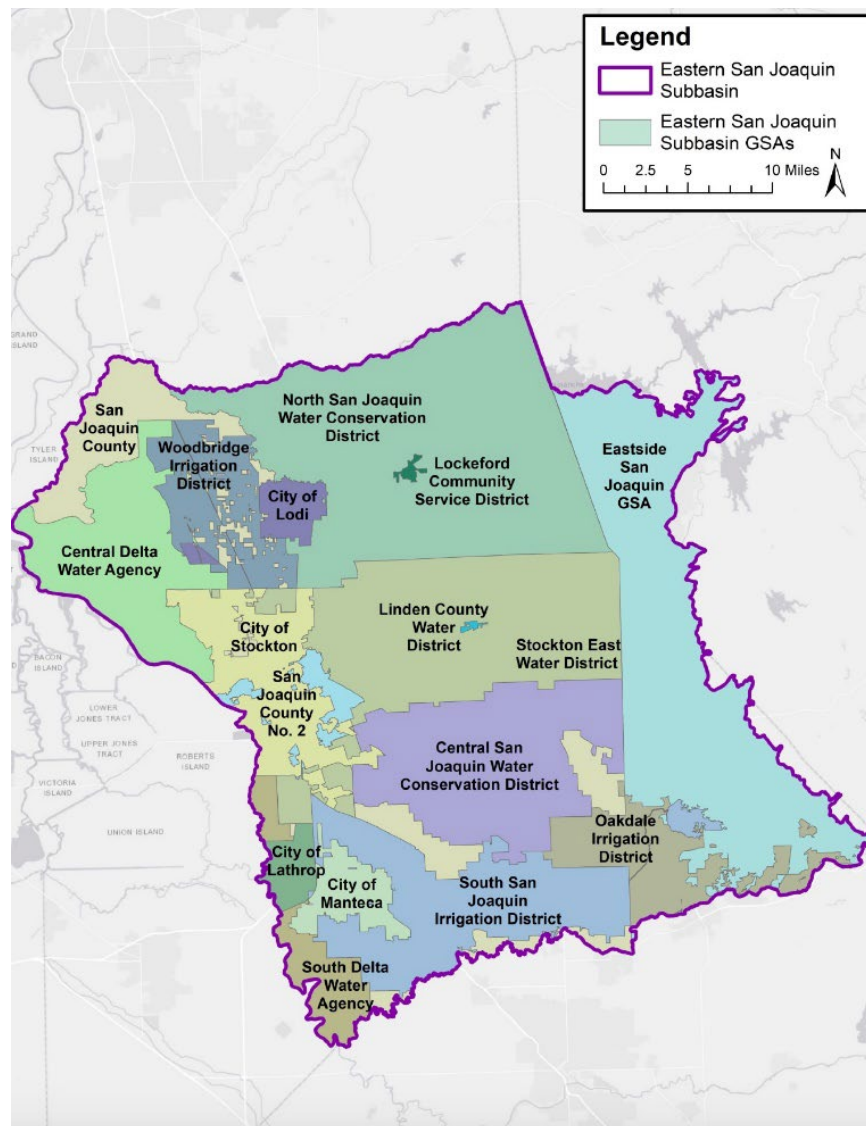 Legend
Eastern San Joaquin
Subbasin
Eastern San Joaquin
Subbasin GSAs
N
0 2.5 5 10 Miles
GRAND
ISLAND
San
Joaquin
County
North San Joaquin
Water Conservation
District
TYLER
ISLAND
Woodbridge
Irrigation
District
Lockeford
Community
Service District
Eastside
San
Joaquin
GSA
City of
Lodi
Central Delta
Water Agency
Linden County
Water
District
City of
Stockton
Stockton East
Water District
BACON
ISLAND
San
Joaquin
County
No. 2
LOWER
JONES TRACT
UPPER JONES
TRACT
ROBERTS
ISLAND
Central San
Joaquin Water
Conservation District
VICTORIA
ISLAND
UNION ISLAND
Oakdale
Irrigation
District
City of
Lathrop
City of
Manteca
South San
Joaquin
Irrigation District
South Delta
Water
Agency